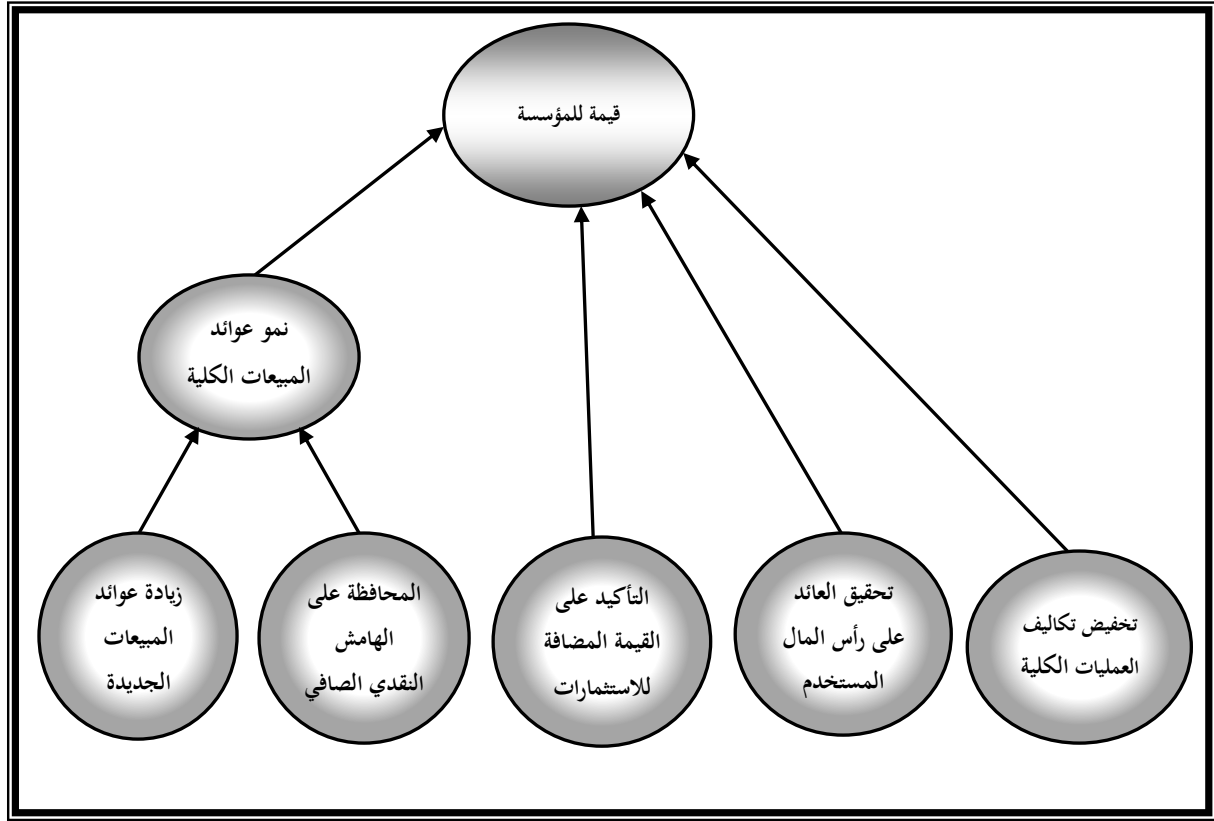 قيمة للمؤسسة
نمو عوائد
المبيعات الكلية
تخفيض تكاليف
العمليات الكلية
تحقيق العائد
على رأس المال
المستخدم
التأكيد على
القيمة المضافة
للاستثمارات
المحافظة على
الهامش
النقدي الصافي
زيادة عوائد
المبيعات
الجديدة